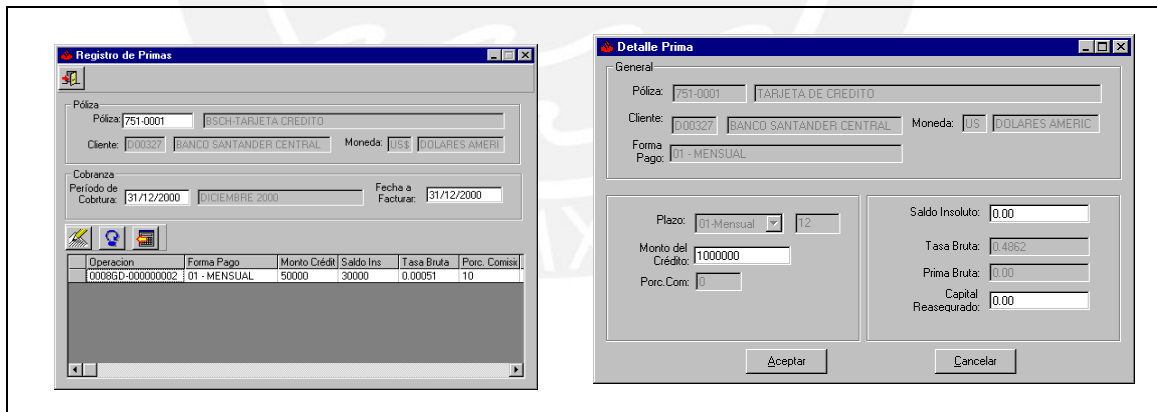 Registro de Primas
Póliza
Póliza: 751-0001 BSCH-TARJETA CREDITO
Cliente: D00327 BANCO SANTANDER CENTRAL Moneda: US$ DOLARES AMERI
Cobranza
Período de Cobrtura: 31/12/2000 DICIEMBRE 2000 Fecha a Facturar: 31/12/2000
Operacion Forma Pago Monto Crédit Saldo Ins Tasa Bruta Porc. Comisi
0008GD-000000002 01 - MENSUAL 50000 30000 0.00051 10
Detalle Prima
General
Póliza: 751-0001 TARJETA DE CREDITO
Cliente: D00327 BANCO SANTANDER CENTRAL Moneda: US DOLARES AMERIC
Forma Pago: 01 - MENSUAL
Plazo: 01-Mensual 12
Monto del Crédito: 1000000
Porc.Com: 0
Saldo Insoluto: 0.00
Tasa Bruta: 0.4862
Prima Bruta: 0.00
Capital Reasegurado: 0.00
Aceptar Cancelar